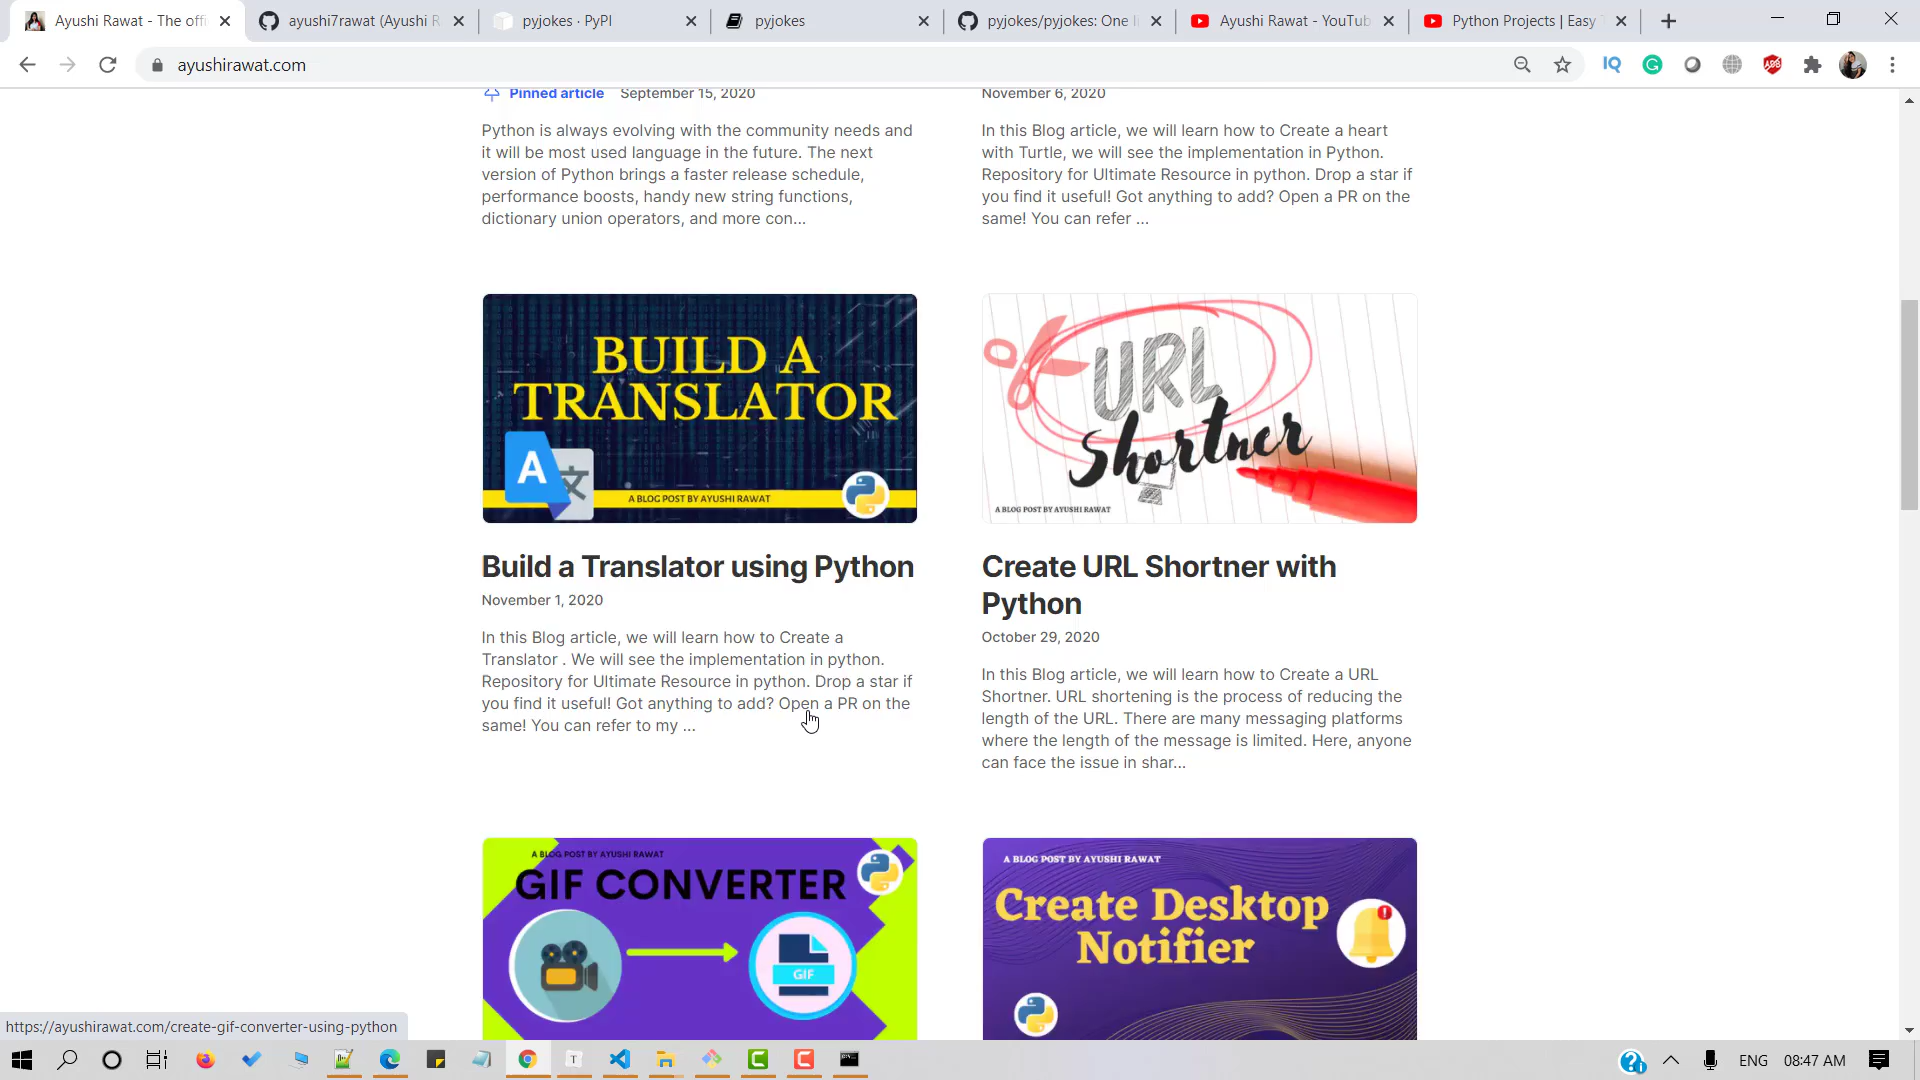 Ayushi Rawat - The offi
ayushi7rawat (Ayushi R
pyjokes · PyPI
pyjokes
pyjokes/pyjokes: One li
Ayushi Rawat - YouTub
Python Projects | Easy T
ayushirawat.com
IQ
G
Pinned article September 15, 2020
Python is always evolving with the community needs and
it will be most used language in the future. The next
version of Python brings a faster release schedule,
performance boosts, handy new string functions,
dictionary union operators, and more con...
November 6, 2020
In this Blog article, we will learn how to Create a heart
with Turtle, we will see the implementation in Python.
Repository for Ultimate Resource in python. Drop a star if
you find it useful! Got anything to add? Open a PR on the
same! You can refer ...
BUILD A
TRANSLATOR
A 文
A BLOG POST BY AYUSHI RAWAT
Build a Translator using Python
November 1, 2020
In this Blog article, we will learn how to Create a
Translator . We will see the implementation in python.
Repository for Ultimate Resource in python. Drop a star if
you find it useful! Got anything to add? Open a PR on the
same! You can refer to my ...
URL
Shortner
A BLOG POST BY AYUSHI RAWAT
Create URL Shortner with
Python
October 29, 2020
In this Blog article, we will learn how to Create a URL
Shortner. URL shortening is the process of reducing the
length of the URL. There are many messaging platforms
where the length of the message is limited. Here, anyone
can face the issue in shar...
A BLOG POST BY AYUSHI RAWAT
GIF CONVERTER
GIF
A BLOG POST BY AYUSHI RAWAT
Create Desktop
Notifier
https://ayushirawat.com/create-gif-converter-using-python
ENG
08:47 AM